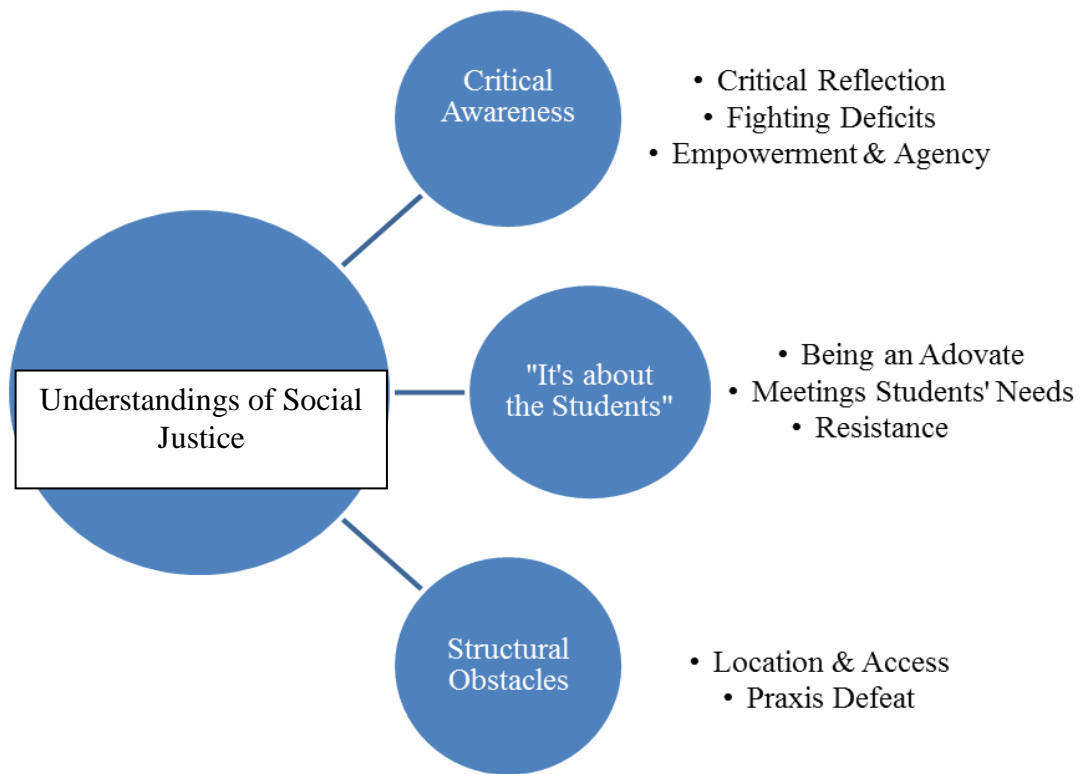 Critical
Awareness
• Critical Reflection
• Fighting Deficits
• Empowerment & Agency
Understandings of Social
Justice
"It's about
the Students"
• Being an Adovate
• Meetings Students' Needs
• Resistance
Structural
Obstacles
• Location & Access
• Praxis Defeat